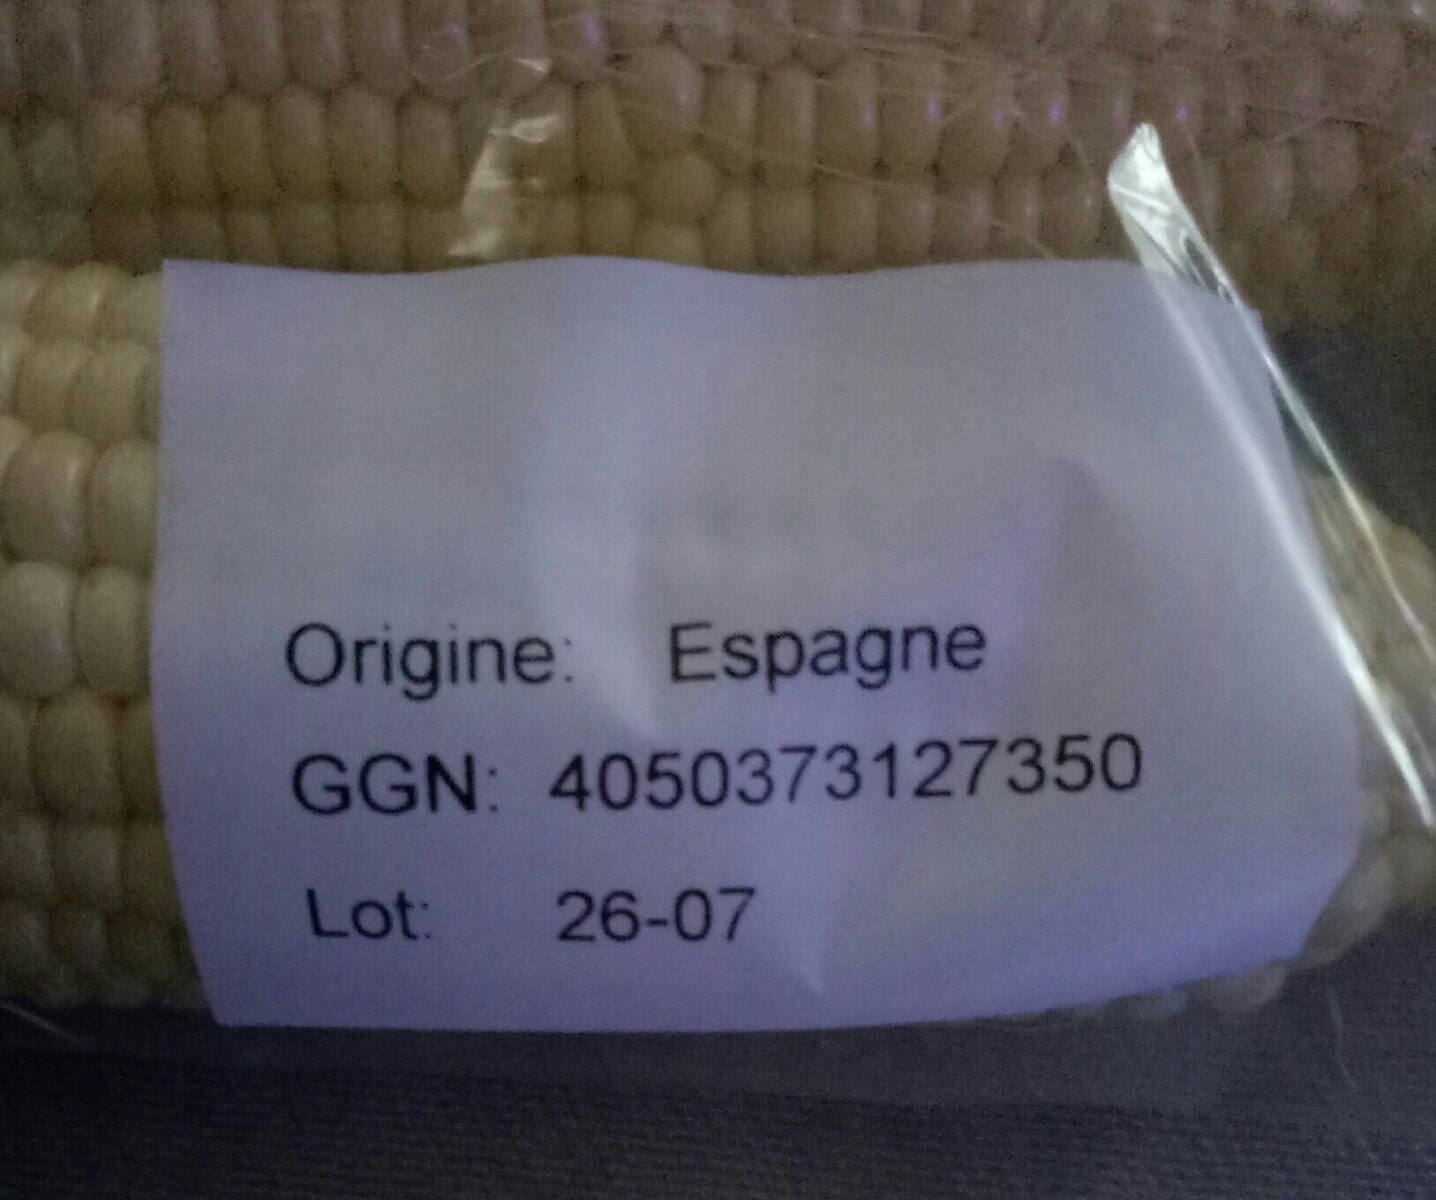 Origine: Espagne
GGN: 4050373127350
Lot: 26-07